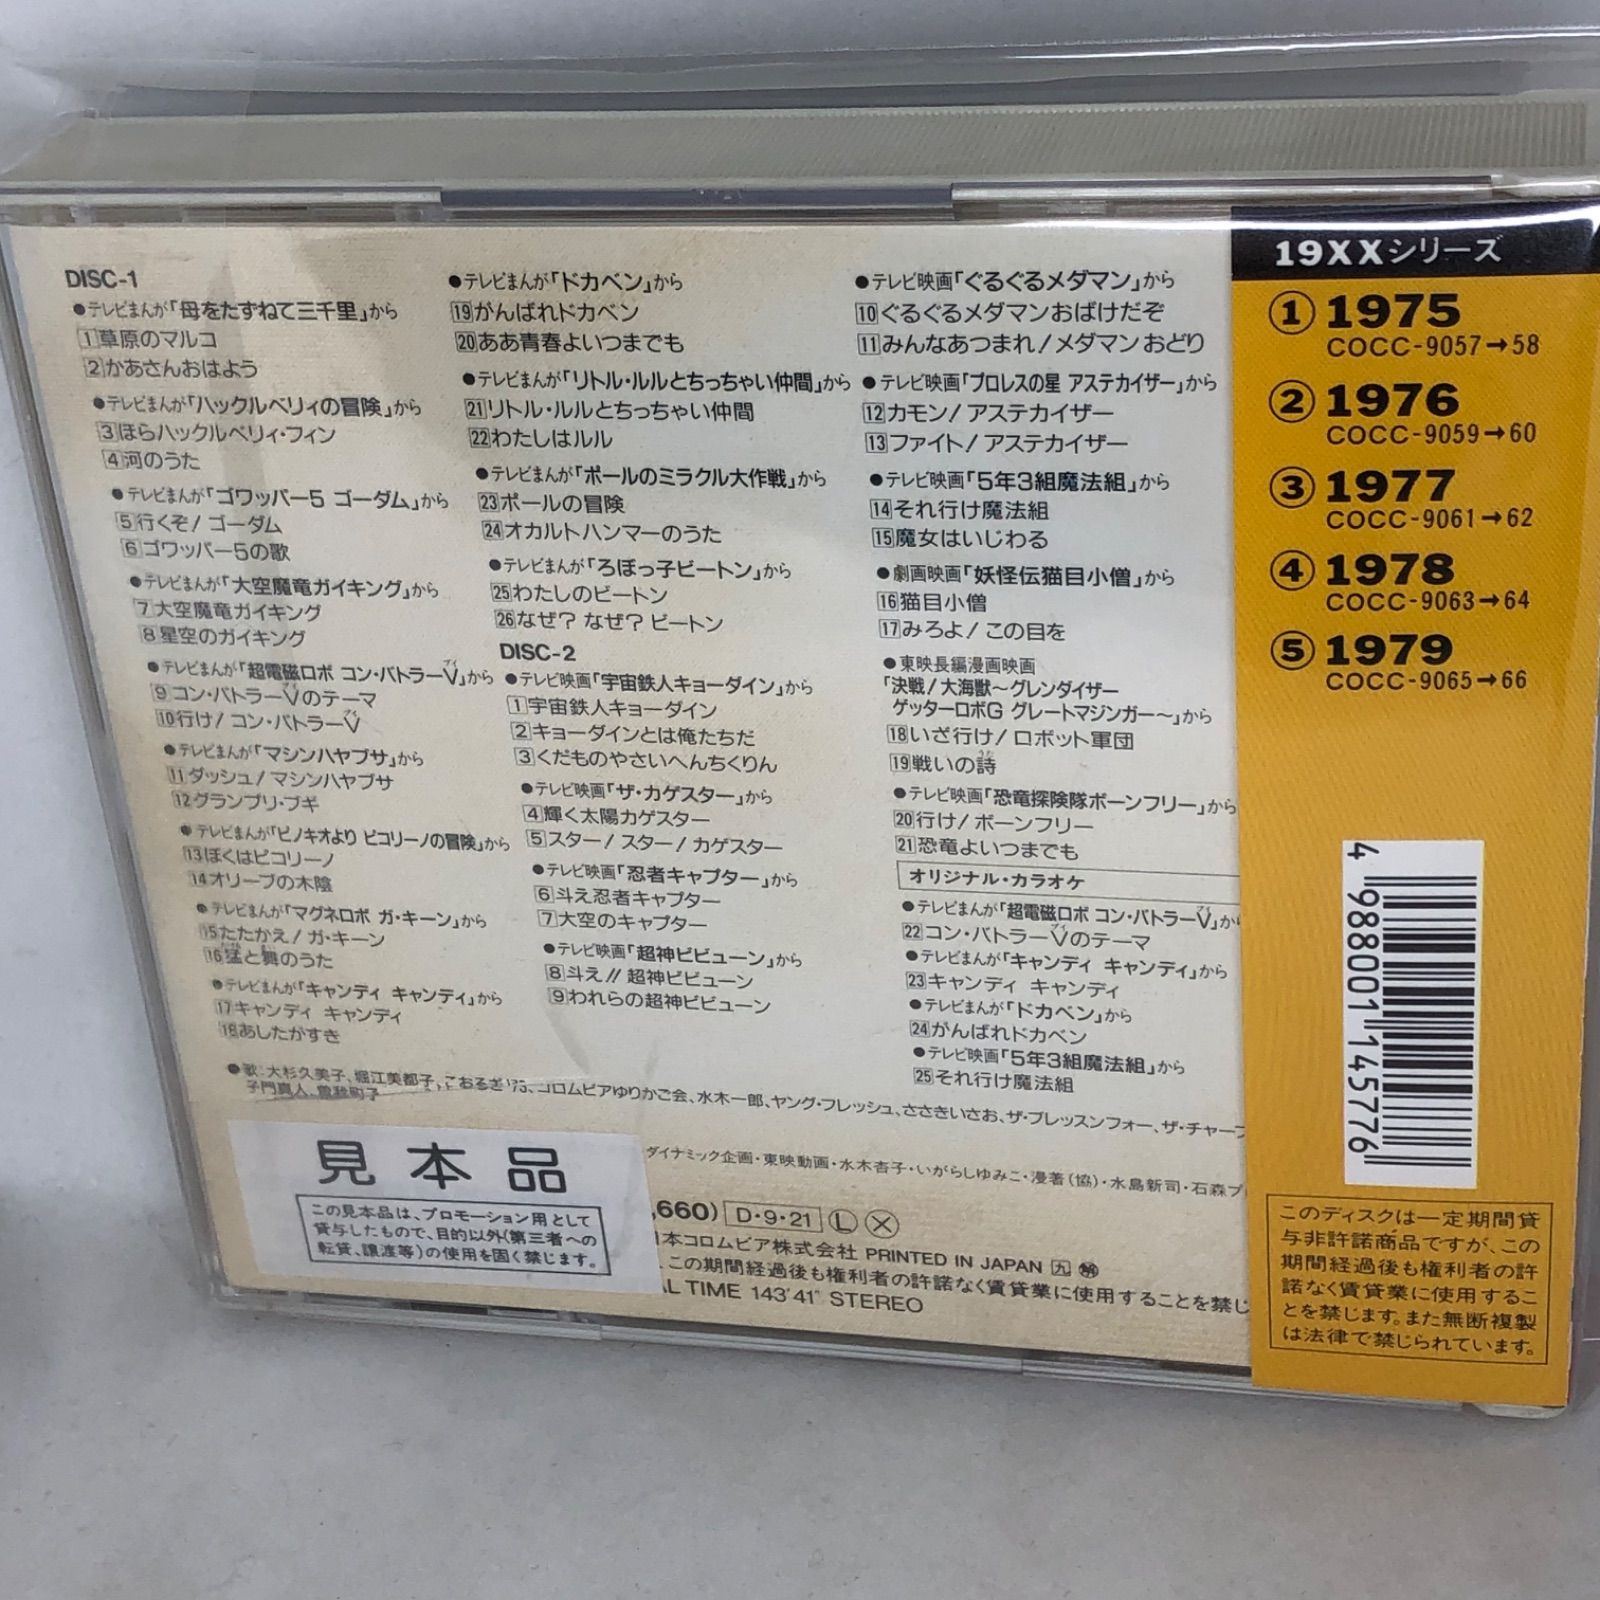 DISC-1
●テレビまんが「母をたずねて三千里」から
1草原のマルコ
2かあさんおはよう
●テレビまんが「ハックルベリィの冒険」から
3ほらハックルベリィ・フィン
4河のうた
●テレビまんが「ゴワッパー5 ゴーダム」から
5行くぞ！ゴーダム
6ゴワッパー5の歌
●テレビまんが「大空魔竜ガイキング」から
7大空魔竜ガイキング
8星空のガイキング
●テレビまんが「超電磁ロボ コン・バトラーV」から
9コン・バトラーVのテーマ
10行け！コン・バトラーV
●テレビまんが「マシンハヤブサ」から
11ダッシュ！マシンハヤブサ
12グランプリ・ブギ
●テレビまんが「ピノキオより ピコリーノの冒険」から
13ぼくはピコリーノ
14オリーブの木陰
●テレビまんが「マグネロボ ガ・キーン」から
15たたかえ！ガ・キーン
16猛と舞のうた
●テレビまんが「キャンディ キャンディ」から
17キャンディ キャンディ
18あしたがすき
●テレビまんが「ドカベン」から
19がんばれドカベン
20ああ青春よいつまでも
●テレビまんが「リトル・ルルとちっちゃい仲間」から
21リトル・ルルとちっちゃい仲間
22わたしはルル
●テレビまんが「ポールのミラクル大作戦」から
23ポールの冒険
24オカルトハンマーのうた
●テレビまんが「ろぼっ子ビートン」から
25わたしのビートン
26なぜ？なぜ？ビートン
DISC-2
●テレビ映画「宇宙鉄人キョーダイン」から
1宇宙鉄人キョーダイン
2キョーダインとは俺たちだ
3くだものやさいへんちくりん
●テレビ映画「ザ・カゲスター」から
4輝く太陽カゲスター
5スター！スター！カゲスター
●テレビ映画「忍者キャプター」から
6斗え忍者キャプター
7大空のキャプター
●テレビ映画「超神ビビューン」から
8斗え!!超神ビビューン
9われらの超神ビビューン
●テレビ映画「ぐるぐるメダマン」から
10ぐるぐるメダマンおばけだぞ
11みんなあつまれ！メダマンおどり
●テレビ映画「プロレスの星 アステカイザー」から
12カモン！アステカイザー
13ファイト！アステカイザー
●テレビ映画「5年3組魔法組」から
14それ行け魔法組
15魔女はいじわる
●劇画映画「妖怪伝猫目小僧」から
16猫目小僧
17みろよ！この目を
●東映長編漫画映画
「決戦！大海獣〜グレンダイザー
ゲッターロボG グレートマジンガー〜」から
18いざ行け！ロボット軍団
19戦いの詩
●テレビ映画「恐竜探険隊ボーンフリー」から
20行け！ボーンフリー
21恐竜よいつまでも
オリジナル・カラオケ
●テレビまんが「超電磁ロボ コン・バトラーV」から
22コン・バトラーVのテーマ
●テレビまんが「キャンディ キャンディ」から
23キャンディ キャンディ
●テレビまんが「ドカベン」から
24がんばれドカベン
●テレビ映画「5年3組魔法組」から
25それ行け魔法組
●歌：大杉久美子、堀江美都子、こおろぎ'73、コロムビアゆりかご会、水木一郎、ヤング・フレッシュ、ささきいさお、ザ・ブレッスンフォー、ザ・チャープ
子門真人、曽我町子
ダイナミック企画・東映動画・水木杏子・いがらしゆみこ・漫著（協）・水島新司・石森プ
見本品
この見本品は、プロモーション用として
貸与したもので、目的以外(第三者への
転貸、譲渡等)の使用を固く禁じます。
,660) D・9・21 L X
本コロムビア株式会社 PRINTED IN JAPAN
、この期間経過後も権利者の許諾なく賃貸業に使用することを禁じ
AL TIME 143'41" STEREO
19XXシリーズ
① 1975
COCC-9057→58
② 1976
COCC-9059→60
③ 1977
COCC-9061→62
④ 1978
COCC-9063→64
⑤ 1979
COCC-9065→66
4 988001 145776
このディスクは一定期間貸
与非許諾商品ですが、この
期間経過後も権利者の許
諾なく賃貸業に使用するこ
とを禁じます。また無断複製
は法律で禁じられています。